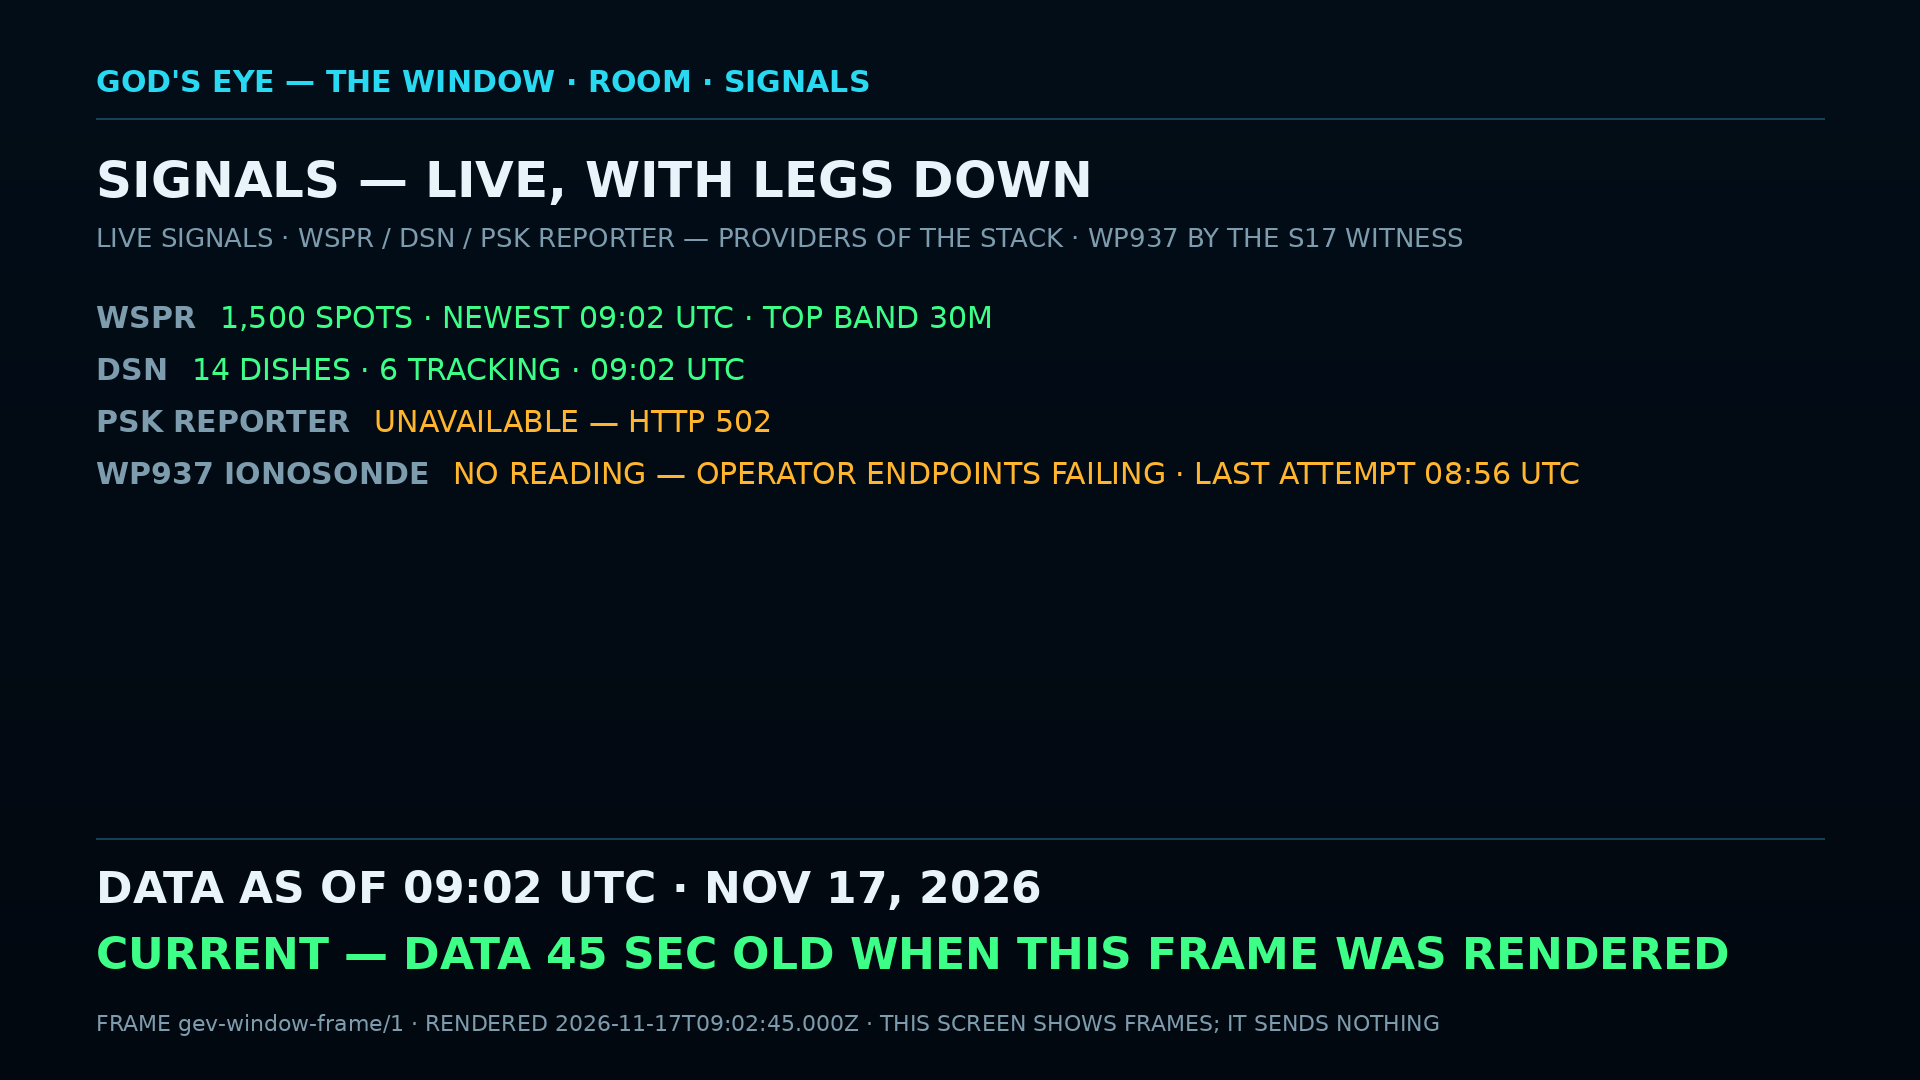 GOD'S EYE — THE WINDOW · ROOM · SIGNALS
SIGNALS — LIVE, WITH LEGS DOWN
LIVE SIGNALS · WSPR / DSN / PSK REPORTER — PROVIDERS OF THE STACK · WP937 BY THE S17 WITNESS
WSPR 1,500 SPOTS · NEWEST 09:02 UTC · TOP BAND 30M
DSN 14 DISHES · 6 TRACKING · 09:02 UTC
PSK REPORTER UNAVAILABLE — HTTP 502
WP937 IONOSONDE NO READING — OPERATOR ENDPOINTS FAILING · LAST ATTEMPT 08:56 UTC
DATA AS OF 09:02 UTC · NOV 17, 2026
CURRENT — DATA 45 SEC OLD WHEN THIS FRAME WAS RENDERED
FRAME gev-window-frame/1 · RENDERED 2026-11-17T09:02:45.000Z · THIS SCREEN SHOWS FRAMES; IT SENDS NOTHING